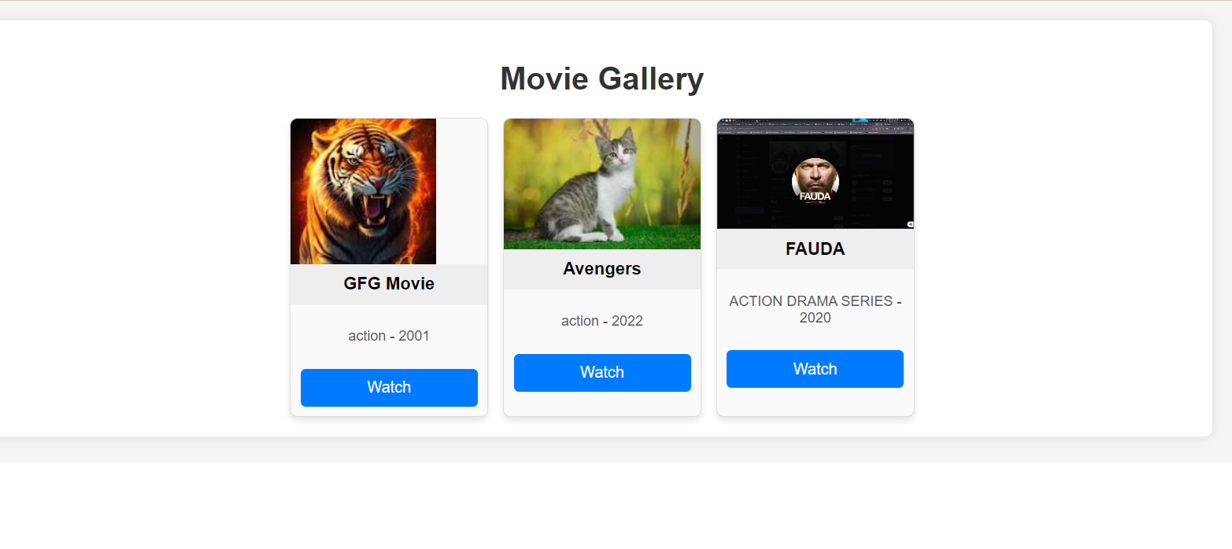 Movie Gallery
GFG Movie
action - 2001
Watch
Avengers
action - 2022
Watch
FAUDA
FAUDA
ACTION DRAMA SERIES -
2020
Watch